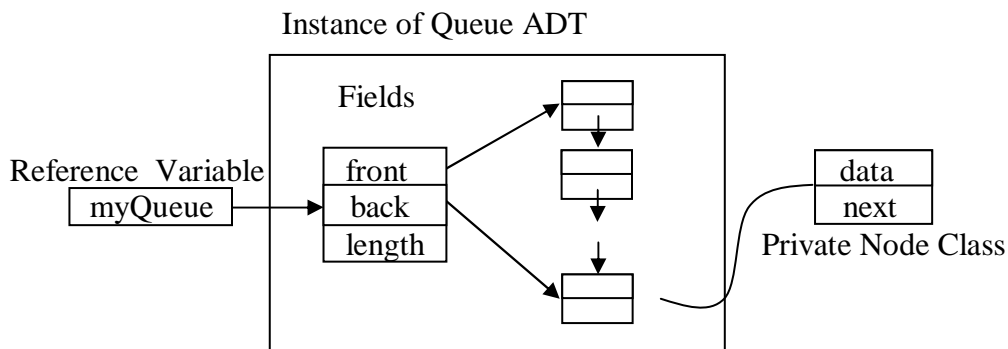 Instance of Queue ADT
Fields
Reference Variable
myQueue
front
back
length
data
next
Private Node Class